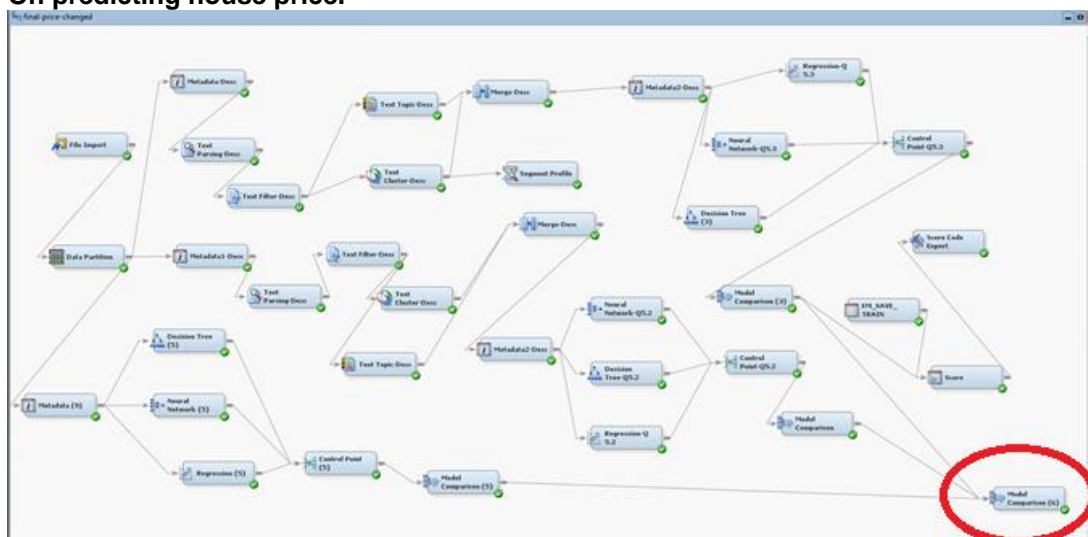 On predicting house price.
final-price-changed
Metadata-Desc
Regression-Q
5.3
Text Topic-Desc
Merge-Desc
Metadata2-Desc
File Import
Text
Parsing-Desc
Neural
Network-Q5.3
Control
Point-Q5.3
Text
Cluster-Desc
Segment Profile
Text Filter-Desc
Decision Tree
(3)
Merge-Desc
Score Code
Export
Data Partition
Metadata1-Desc
Text Filter-Desc
Text
Parsing-Desc
Text
Cluster-Desc
Model
Comparison (3)
EM_SAVE_
TRAIN
Neural
Network-Q5.2
Decision Tree
(5)
Metadata2-Desc
Text Topic-Desc
Control
Point-Q5.2
Decision
Tree-Q5.2
Score
Metadata (9)
Neural
Network (5)
Model
Comparison
Regression-Q
5.2
Regression (5)
Control Point
(5)
Model
Comparison (5)
Model
Comparison (6)